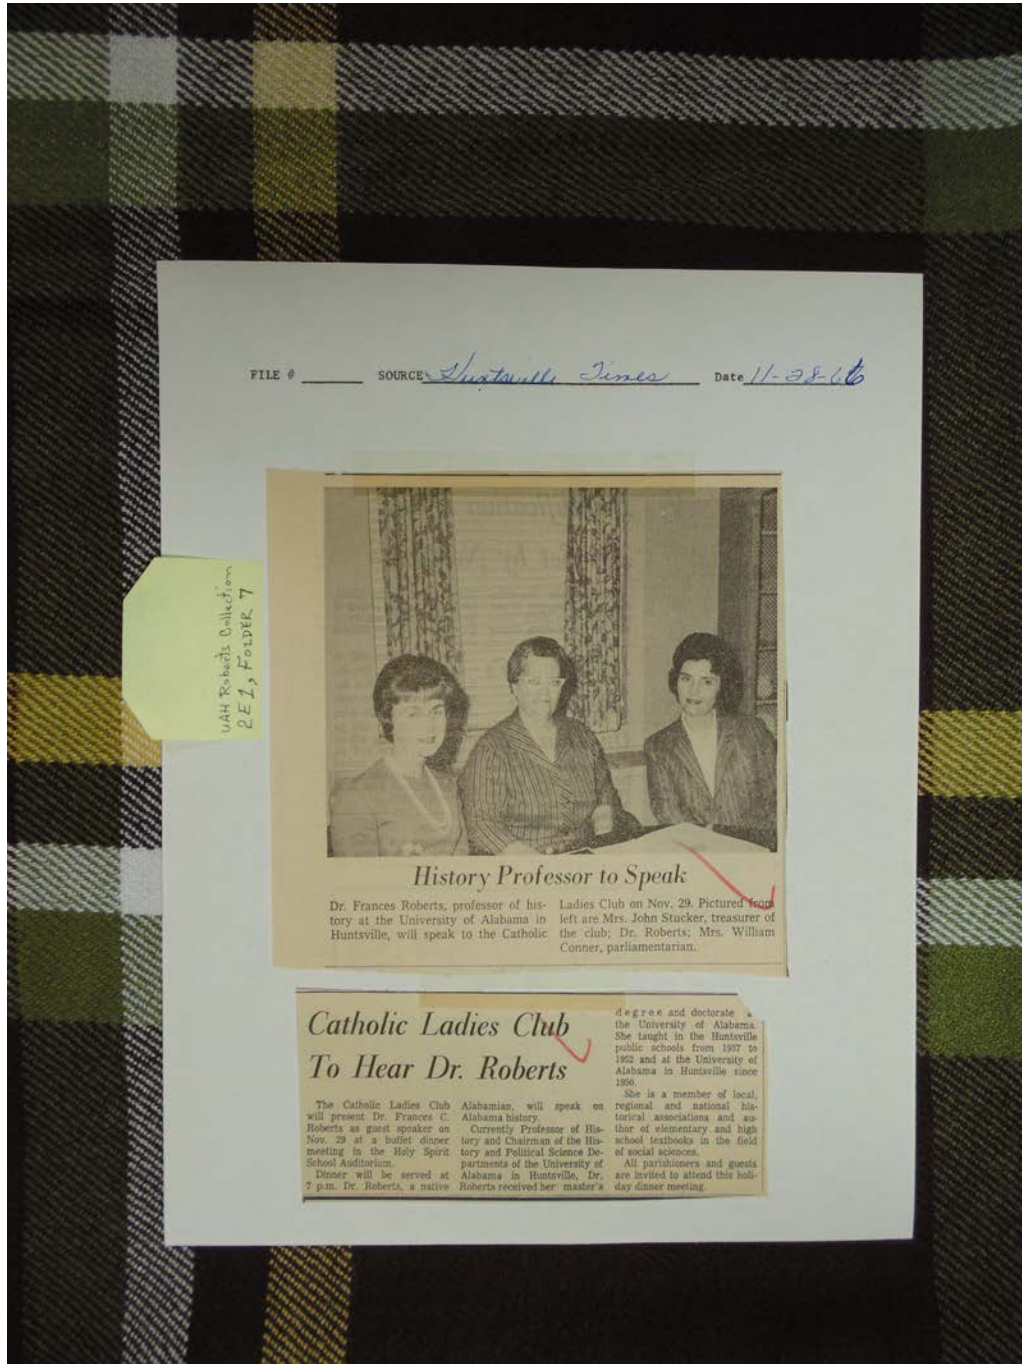 FILE # ______ SOURCE Huntsville Times Date 11-28-66
UAH Roberts Collection
2E1, FOLDER 7
History Professor to Speak
Dr. Frances Roberts, professor of his-
tory at the University of Alabama in
Huntsville, will speak to the Catholic
Ladies Club on Nov. 29. Pictured from
left are Mrs. John Stucker, treasurer of
the club; Dr. Roberts; Mrs. William
Conner, parliamentarian.
Catholic Ladies Club
To Hear Dr. Roberts
The Catholic Ladies Club
will present Dr. Frances C.
Roberts as guest speaker on
Nov. 29 at a buffet dinner
meeting in the Holy Spirit
School Auditorium.
Dinner will be served at
7 p.m. Dr. Roberts, a native
Alabamian, will speak on
Alabama history.
Currently Professor of His-
tory and Chairman of the His-
tory and Political Science De-
partments of the University of
Alabama in Huntsville, Dr.
Roberts received her master's
degree and doctorate
the University of Alabama.
She taught in the Huntsville
public schools from 1937 to
1952 and at the University of
Alabama in Huntsville since
1950.
She is a member of local,
regional and national his-
torical associations and au-
thor of elementary and high
school textbooks in the field
of social sciences.
All parishioners and guests
are invited to attend this holi-
day dinner meeting.